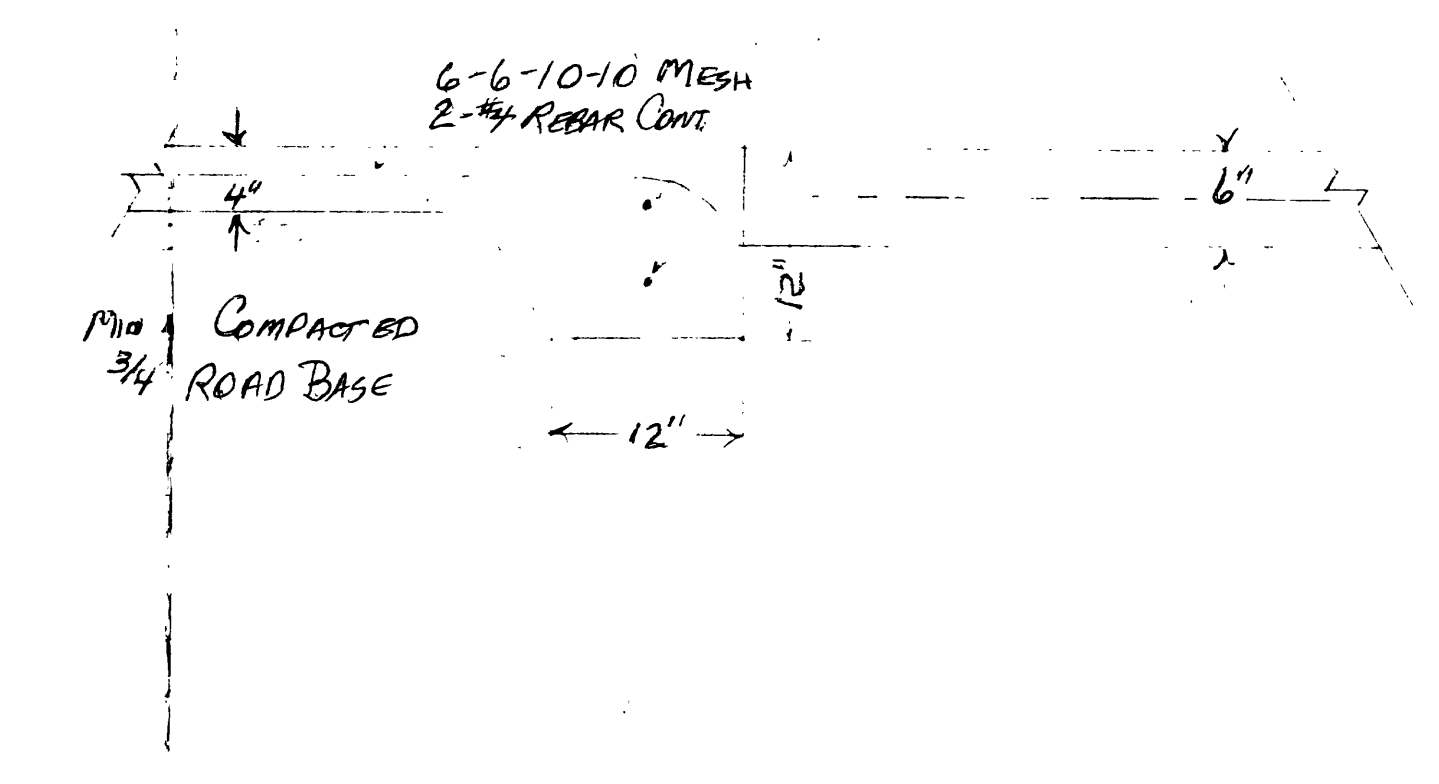 6-6-10-10 MESH
2-#4 REBAR CONT.
4"
6"
12"
MIN COMPACTED
3/4 ROAD BASE
12"